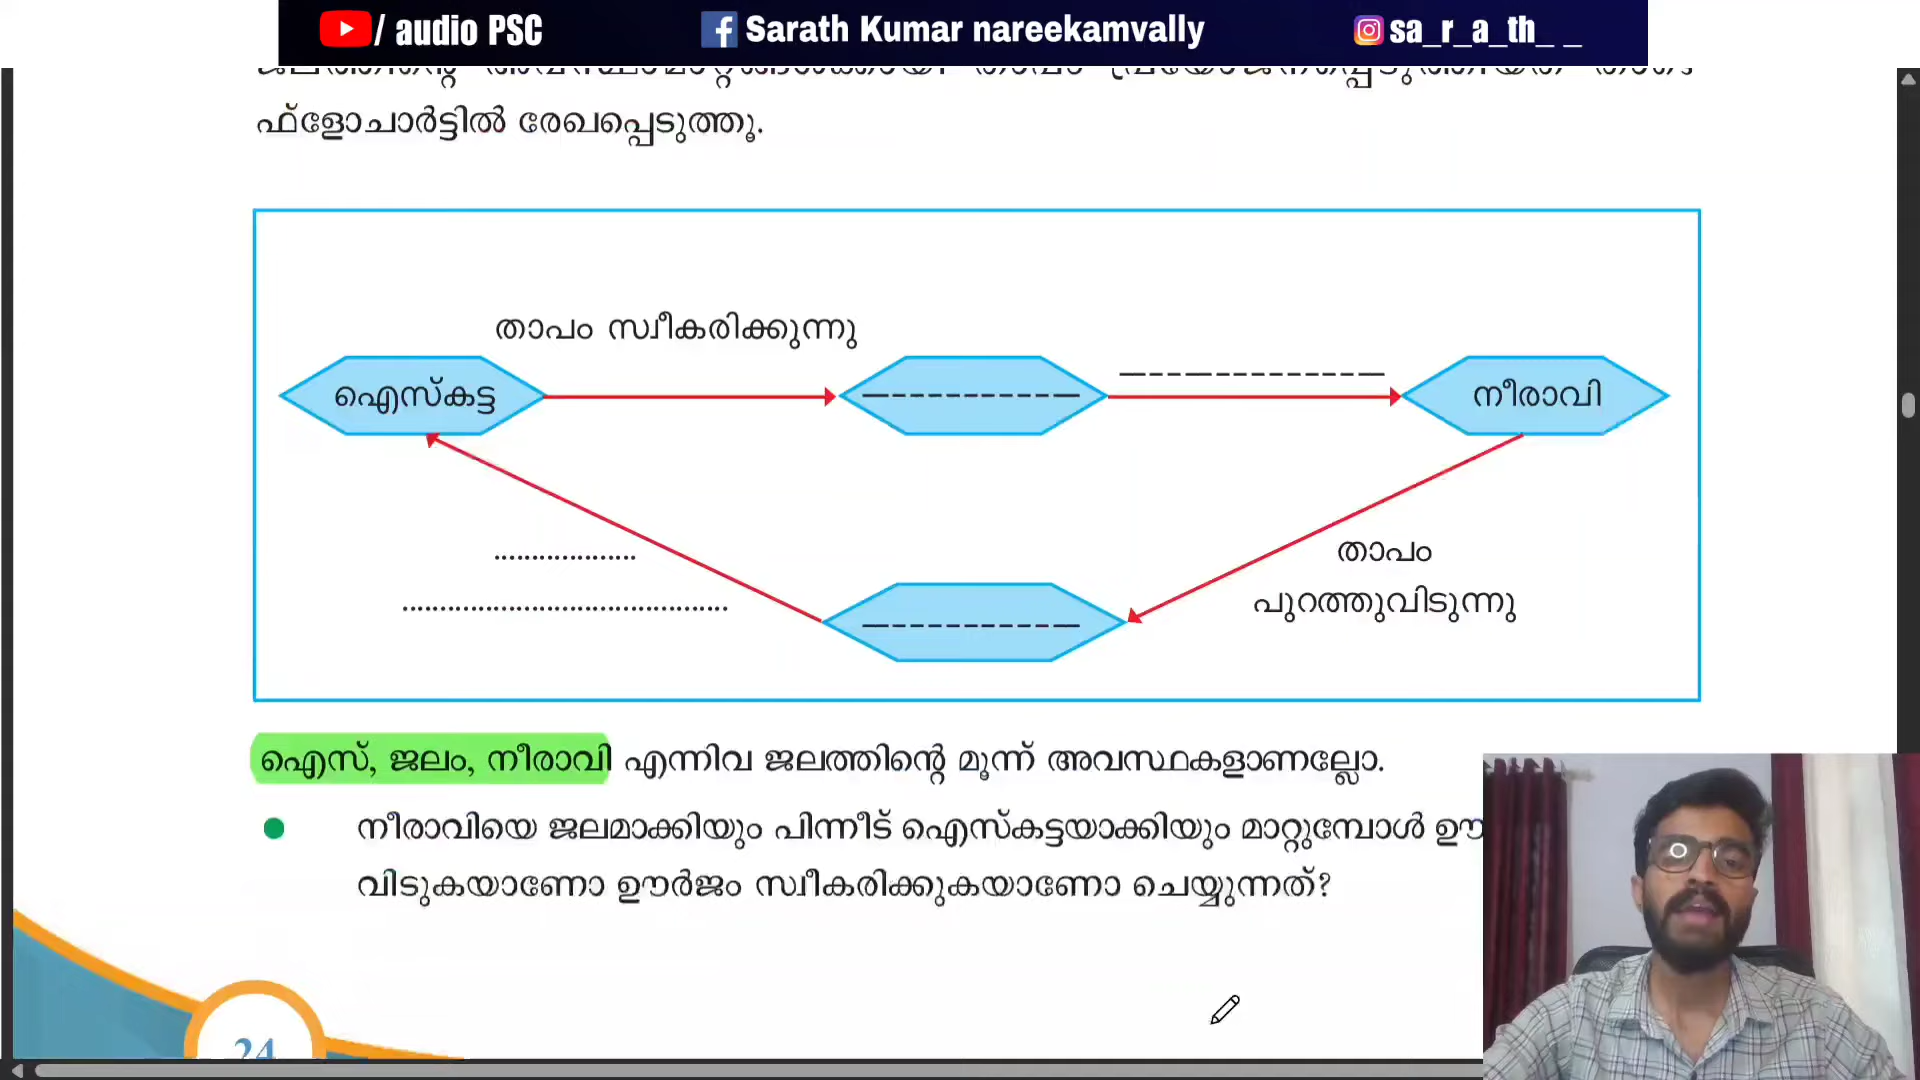 / audio PSC
Sarath Kumar nareekamvally
sa_r_a_th_ _
ഫ്ളോചാർട്ടിൽ രേഖപ്പെടുത്തൂ.
താപം സ്വീകരിക്കുന്നു
ഐസ്കട്ട
നീരാവി
താപം
പുറത്തുവിടുന്നു
ഐസ്, ജലം, നീരാവി എന്നിവ ജലത്തിന്റെ മൂന്ന് അവസ്ഥകളാണല്ലോ.
നീരാവിയെ ജലമാക്കിയും പിന്നീട് ഐസ്കട്ടയാക്കിയും മാറ്റുമ്പോൾ ഊ
വിടുകയാണോ ഊർജം സ്വീകരിക്കുകയാണോ ചെയ്യുന്നത്?
24